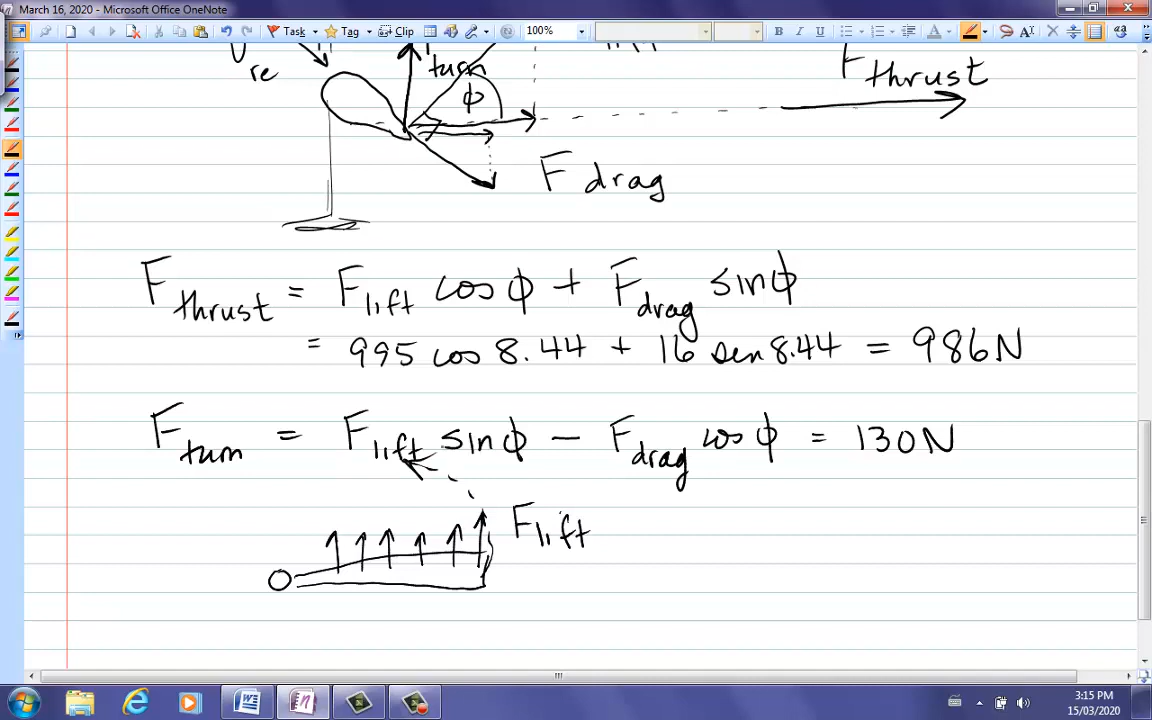 March 16, 2020 - Microsoft Office OneNote
Task Tag Clip 100% B I U
re turn
φ
F thrust
F drag
F thrust = F lift cos φ + F drag sin φ
= 995 cos 8.44 + 16 sen 8.44 = 986 N
F turn = F lift sin φ − F drag cos φ = 130 N
F lift
3:15 PM
15/03/2020